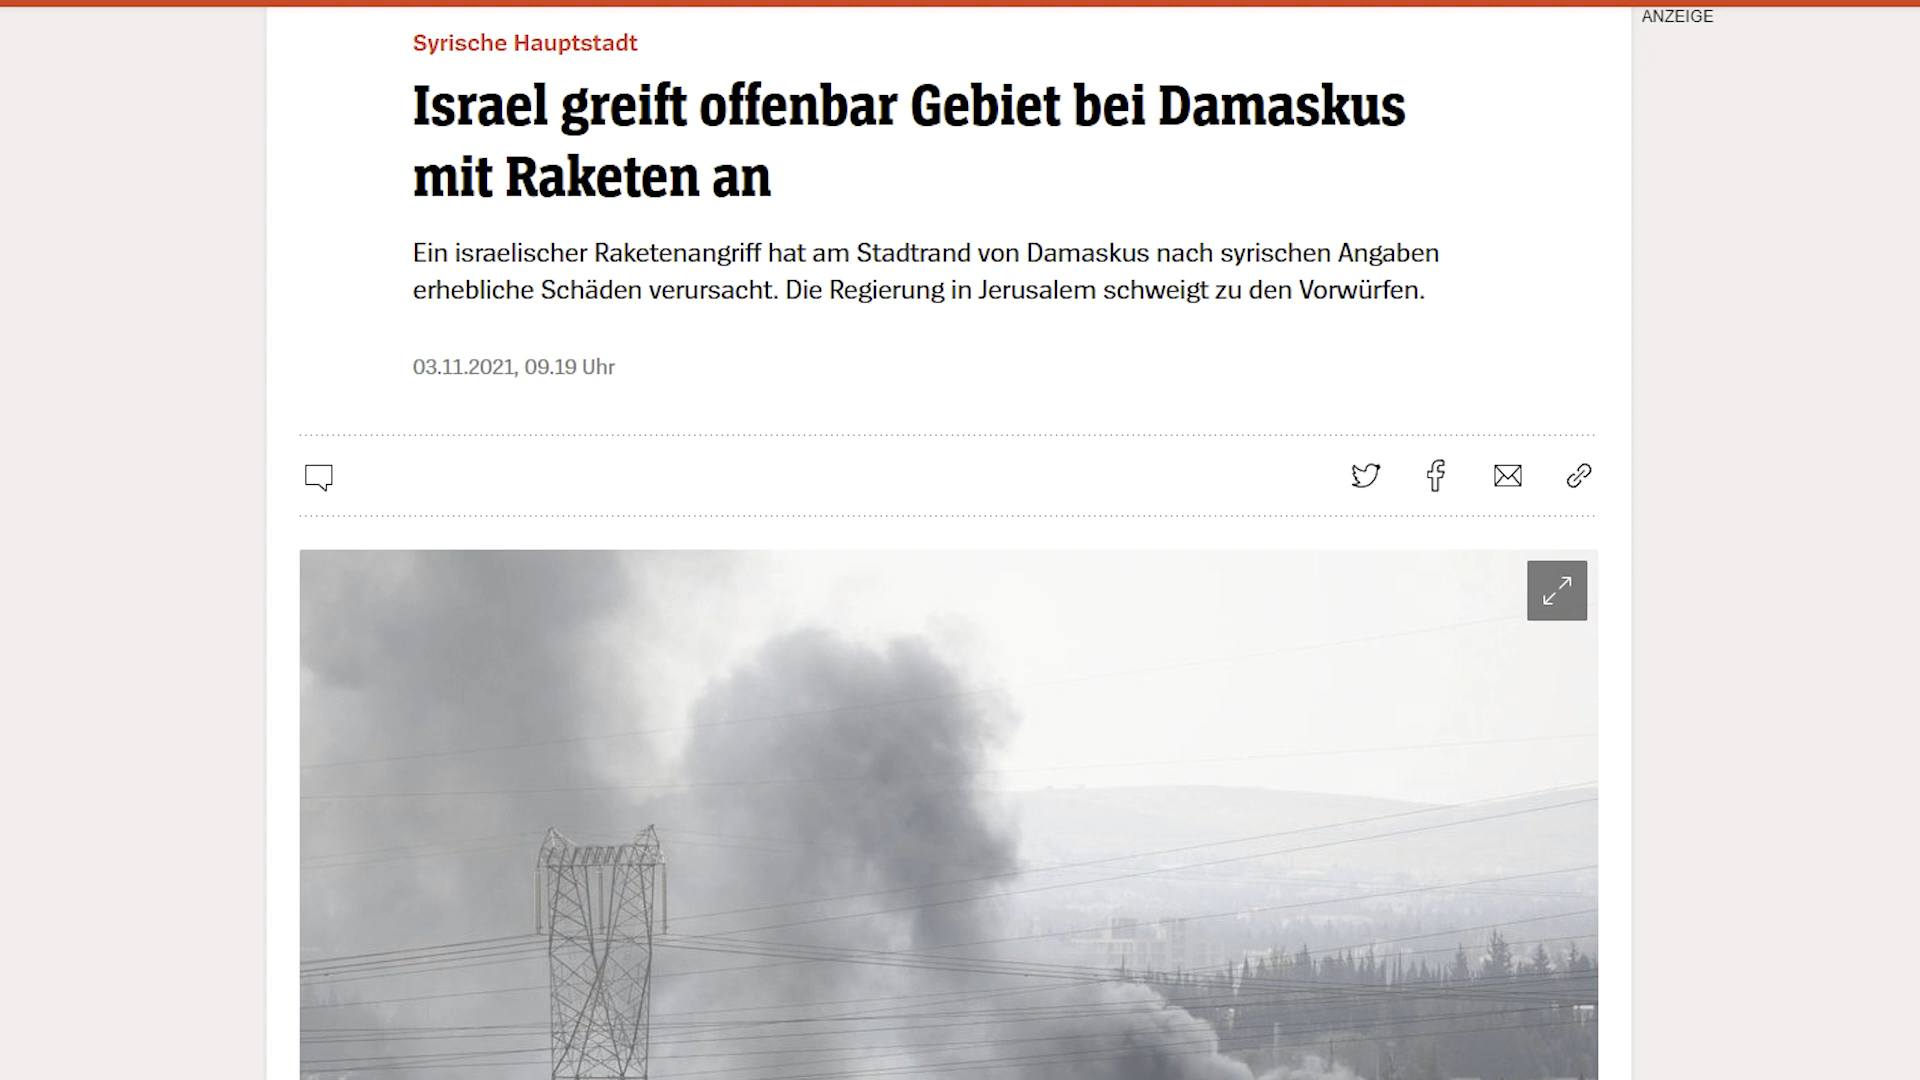 ANZEIGE
Syrische Hauptstadt
Israel greift offenbar Gebiet bei Damaskus
mit Raketen an
Ein israelischer Raketenangriff hat am Stadtrand von Damaskus nach syrischen Angaben
erhebliche Schäden verursacht. Die Regierung in Jerusalem schweigt zu den Vorwürfen.
03.11.2021, 09.19 Uhr